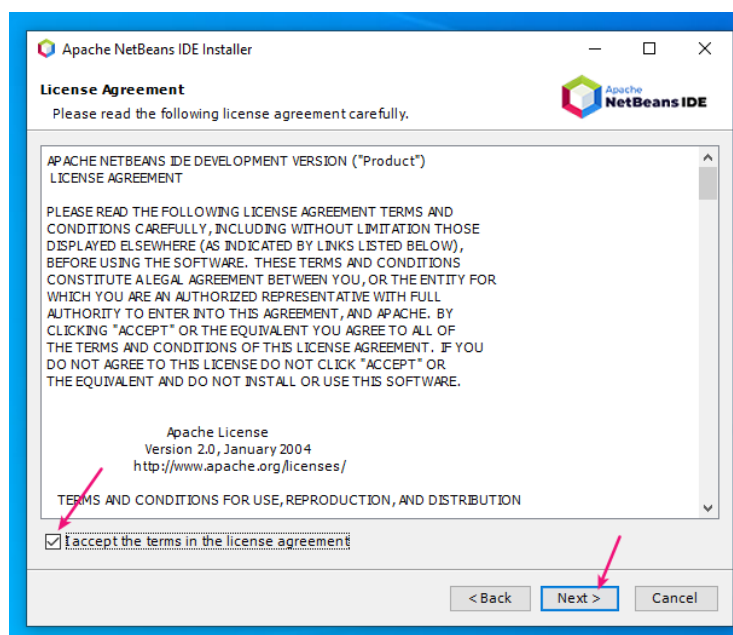 Apache NetBeans IDE Installer
License Agreement
Please read the following license agreement carefully.
Apache
NetBeans IDE
APACHE NETBEANS IDE DEVELOPMENT VERSION ("Product")
LICENSE AGREEMENT
PLEASE READ THE FOLLOWING LICENSE AGREEMENT TERMS AND
CONDITIONS CAREFULLY, INCLUDING WITHOUT LIMITATION THOSE
DISPLAYED ELSEWHERE (AS INDICATED BY LINKS LISTED BELOW),
BEFORE USING THE SOFTWARE. THESE TERMS AND CONDITIONS
CONSTITUTE A LEGAL AGREEMENT BETWEEN YOU, OR THE ENTITY FOR
WHICH YOU ARE AN AUTHORIZED REPRESENTATIVE WITH FULL
AUTHORITY TO ENTER INTO THIS AGREEMENT, AND APACHE. BY
CLICKING "ACCEPT" OR THE EQUIVALENT YOU AGREE TO ALL OF
THE TERMS AND CONDITIONS OF THIS LICENSE AGREEMENT. IF YOU
DO NOT AGREE TO THIS LICENSE DO NOT CLICK "ACCEPT" OR
THE EQUIVALENT AND DO NOT INSTALL OR USE THIS SOFTWARE.
Apache License
Version 2.0, January 2004
http://www.apache.org/licenses/
TERMS AND CONDITIONS FOR USE, REPRODUCTION, AND DISTRIBUTION
I accept the terms in the license agreement
< Back
Next >
Cancel